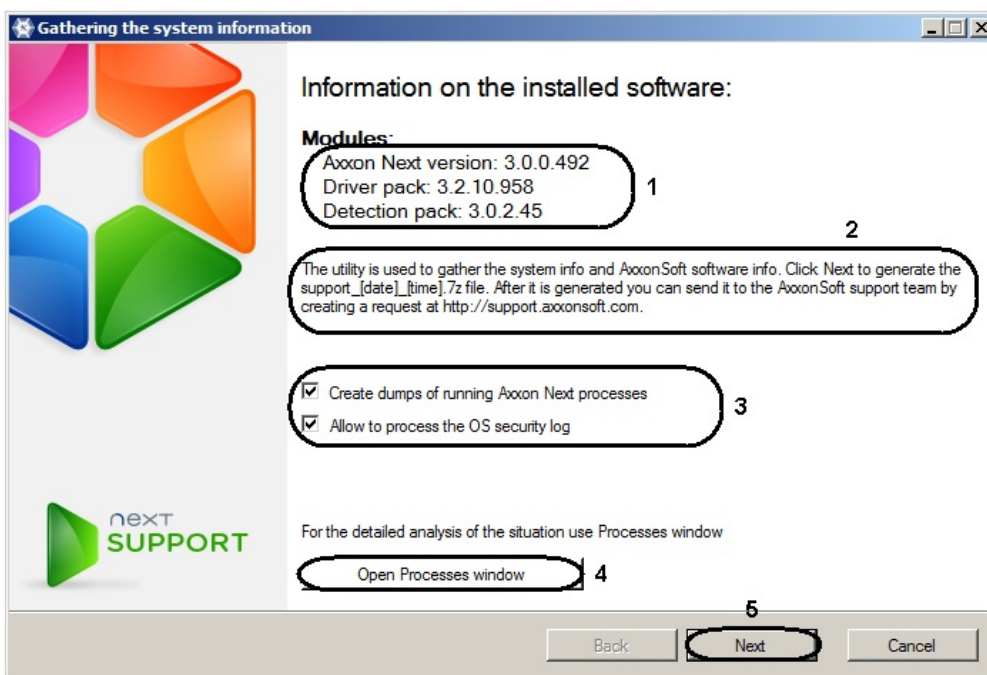 Gathering the system information
Information on the installed software:
Modules:
Axxon Next version: 3.0.0.492
Driver pack: 3.2.10.958
Detection pack: 3.0.2.45
1
2
The utility is used to gather the system info and AxxonSoft software info. Click Next to generate the
support_[date]_[time].7z file. After it is generated you can send it to the AxxonSoft support team by
creating a request at http://support.axxonsoft.com.
Create dumps of running Axxon Next processes
Allow to process the OS security log
3
next
SUPPORT
For the detailed analysis of the situation use Processes window
Open Processes window
4
5
Back
Next
Cancel